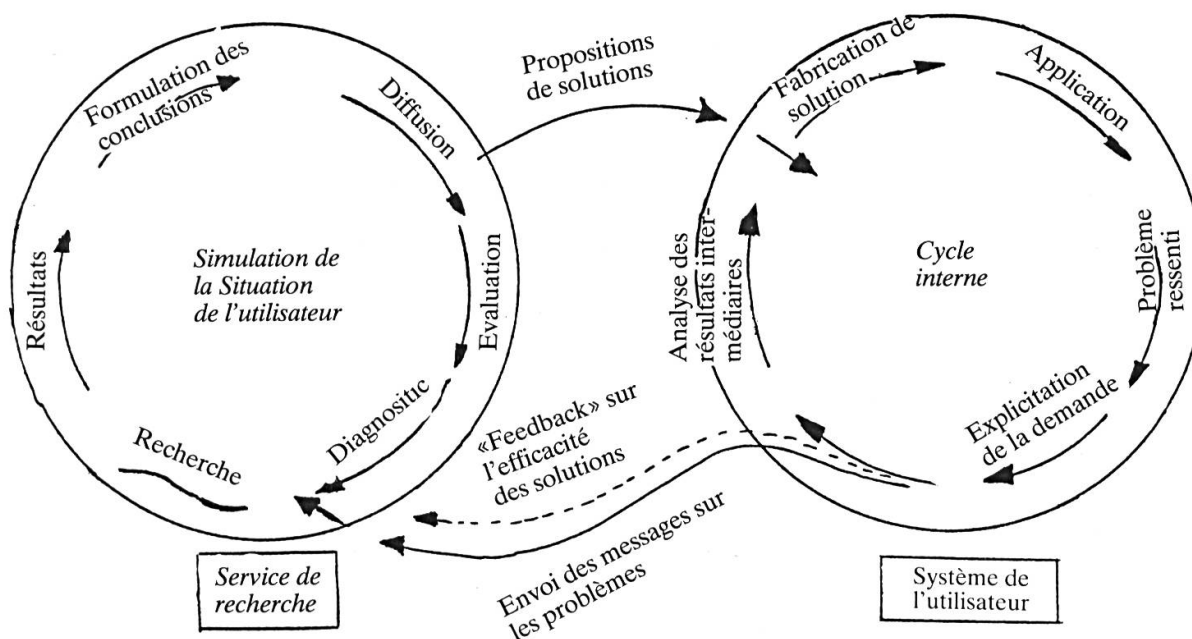 Formulation des
conclusions
Diffusion
Evaluation
Diagnositic
Recherche
Résultats
Simulation de
la Situation
de l'utilisateur
Service de
recherche
Propositions
de solutions
«Feedback» sur
l'efficacité
des solutions
Envoi des messages sur
les problèmes
Fabrication de
solution
Application
Problème
ressenti
Explicitation
de la demande
Analyse des
résultats inter-
médiaires
Cycle
interne
Système de
l'utilisateur